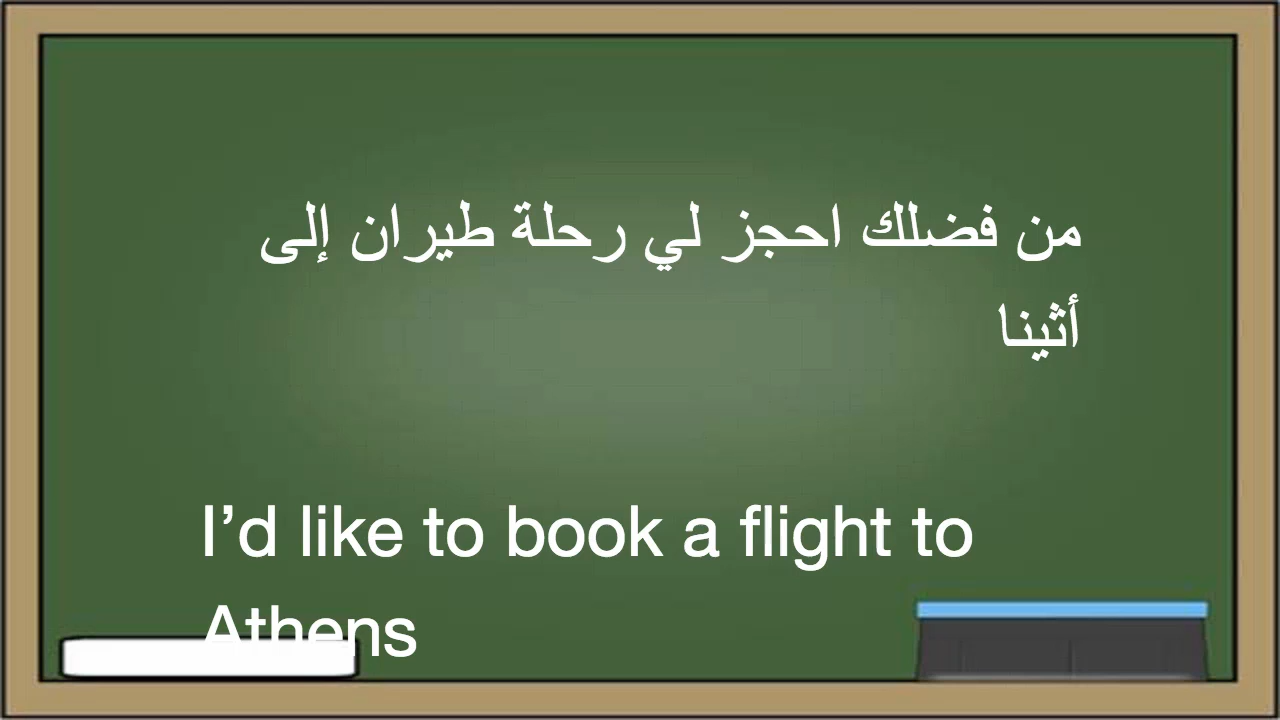 من فضلك احجز لي رحلة طيران إلى
أثينا
I’d like to book a flight to
Athens